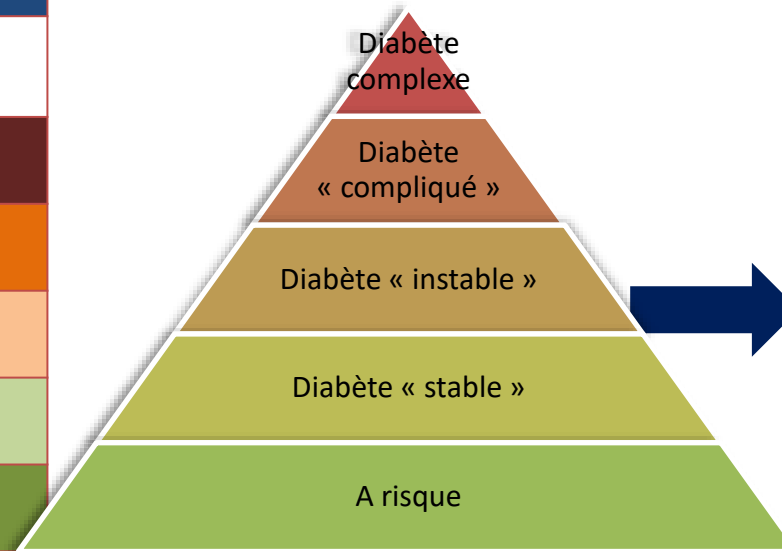 Diabète
complexe
Diabète
« compliqué »
Diabète « instable »
Diabète « stable »
A risque